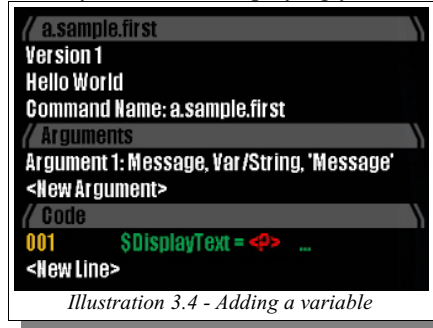 a.sample.first
Version 1
Hello World
Command Name: a.sample.first
Arguments
Argument 1: Message, Var/String, 'Message'
<New Argument>
Code
001 $DisplayText = <?> ...
<New Line>
Illustration 3.4 - Adding a variable